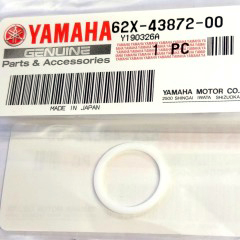 YAMAHA 62X-43872-00
GENUINE Y190326A
Parts & Accessories 1 PC
MADE IN JAPAN
YAMAHA MOTOR CO.
2500 SHINGAI IWATA SHIZUOKA